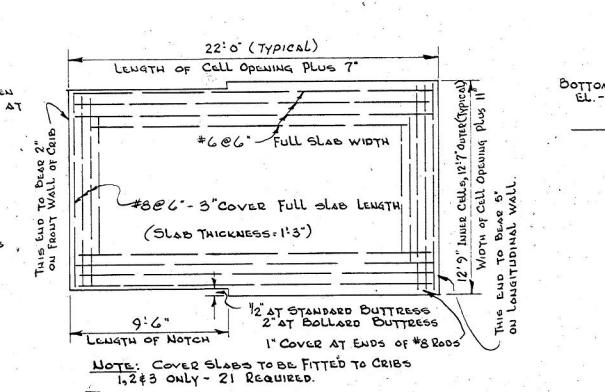 22'-0" (TYPICAL)
LENGTH OF CELL OPENING PLUS 7"
EN
AT
BOTTOM
EL.-
THIS END TO BEAR 2"
ON FRONT WALL OF CRIB
#6@6" FULL SLAB WIDTH
#8@6"-3" COVER FULL SLAB LENGTH
(SLAB THICKNESS=1'-3")
12'9" INNER CELLS, 12'7" OUTER (TYPICAL)
WIDTH OF CELL OPENING PLUS 11"
THIS END TO BEAR 5"
ON LONGITUDINAL WALL.
9'-6"
LENGTH OF NOTCH
1/2" AT STANDARD BUTTRESS
2" AT BOLLARD BUTTRESS
1" COVER AT ENDS OF #8 RODS
NOTE: COVER SLABS TO BE FITTED TO CRIBS
1, 2 & 3 ONLY - 21 REQUIRED.